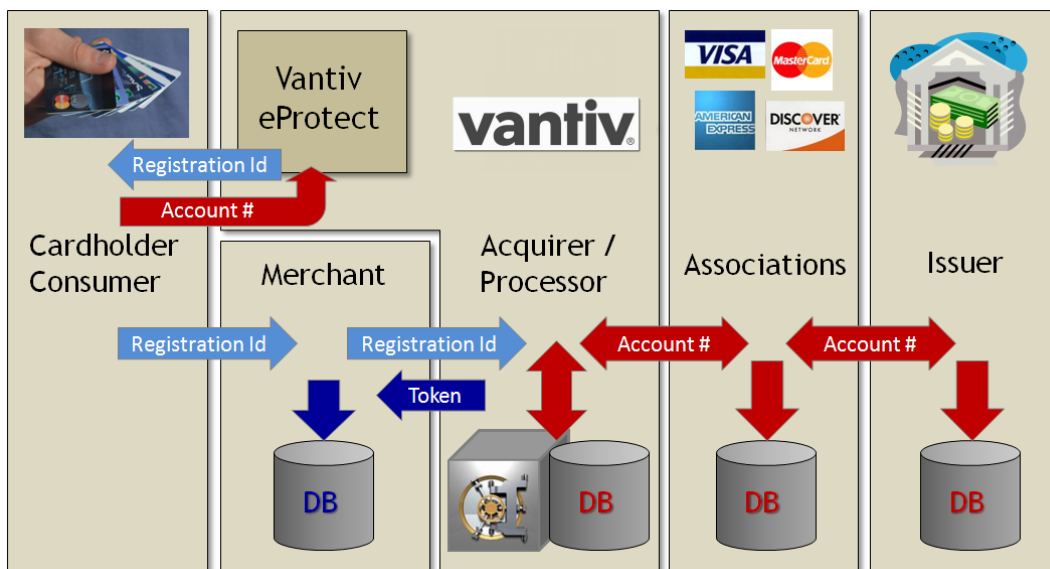 Vantiv
eProtect
vantiv®
VISA
MasterCard
AMERICAN
EXPRESS
DISCOVER®
NETWORK
Registration Id
Account #
Cardholder
Consumer
Merchant
Acquirer /
Processor
Associations
Issuer
Registration Id
Registration Id
Account #
Account #
Token
DB
DB
DB
DB